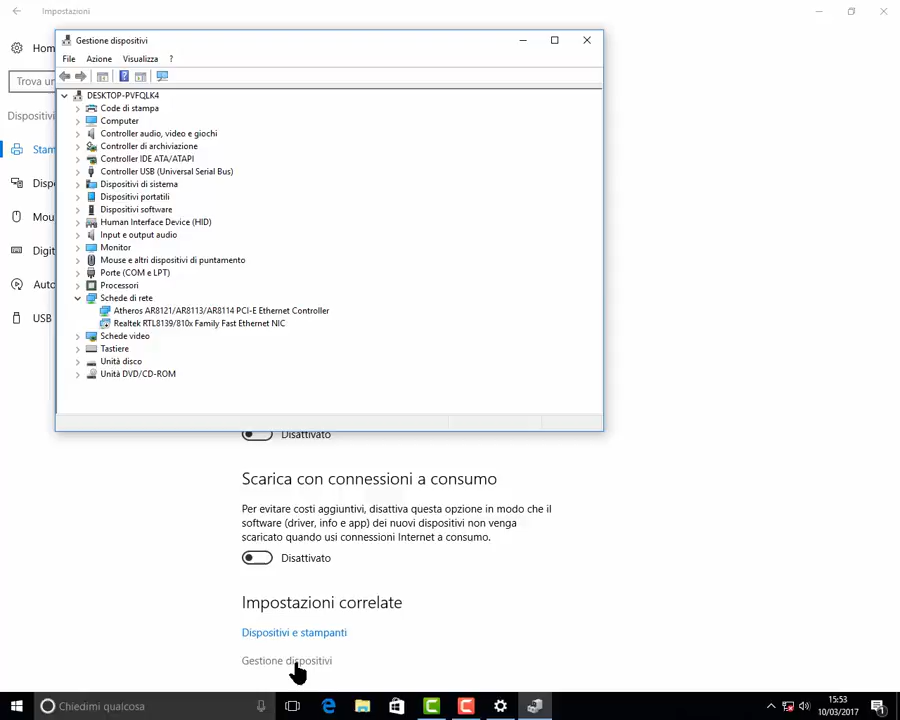 Impostazioni
Gestione dispositivi
Hom
File Azione Visualizza ?
Trova un
DESKTOP-PVFQLK4
Code di stampa
Dispositivi
Computer
Controller audio, video e giochi
Stam
Controller di archiviazione
Controller IDE ATA/ATAPI
Controller USB (Universal Serial Bus)
Disp
Dispositivi di sistema
Dispositivi portatili
Dispositivi software
Mou
Human Interface Device (HID)
Input e output audio
Digit
Monitor
Mouse e altri dispositivi di puntamento
Porte (COM e LPT)
Auto
Processori
Schede di rete
Atheros AR8121/AR8113/AR8114 PCI-E Ethernet Controller
USB
Realtek RTL8139/810x Family Fast Ethernet NIC
Schede video
Tastiere
Unità disco
Unità DVD/CD-ROM
Disattivato
Scarica con connessioni a consumo
Per evitare costi aggiuntivi, disattiva questa opzione in modo che il
software (driver, info e app) dei nuovi dispositivi non venga
scaricato quando usi connessioni Internet a consumo.
Disattivato
Impostazioni correlate
Dispositivi e stampanti
Gestione dispositivi
Chiedimi qualcosa
15:53
10/03/2017
1